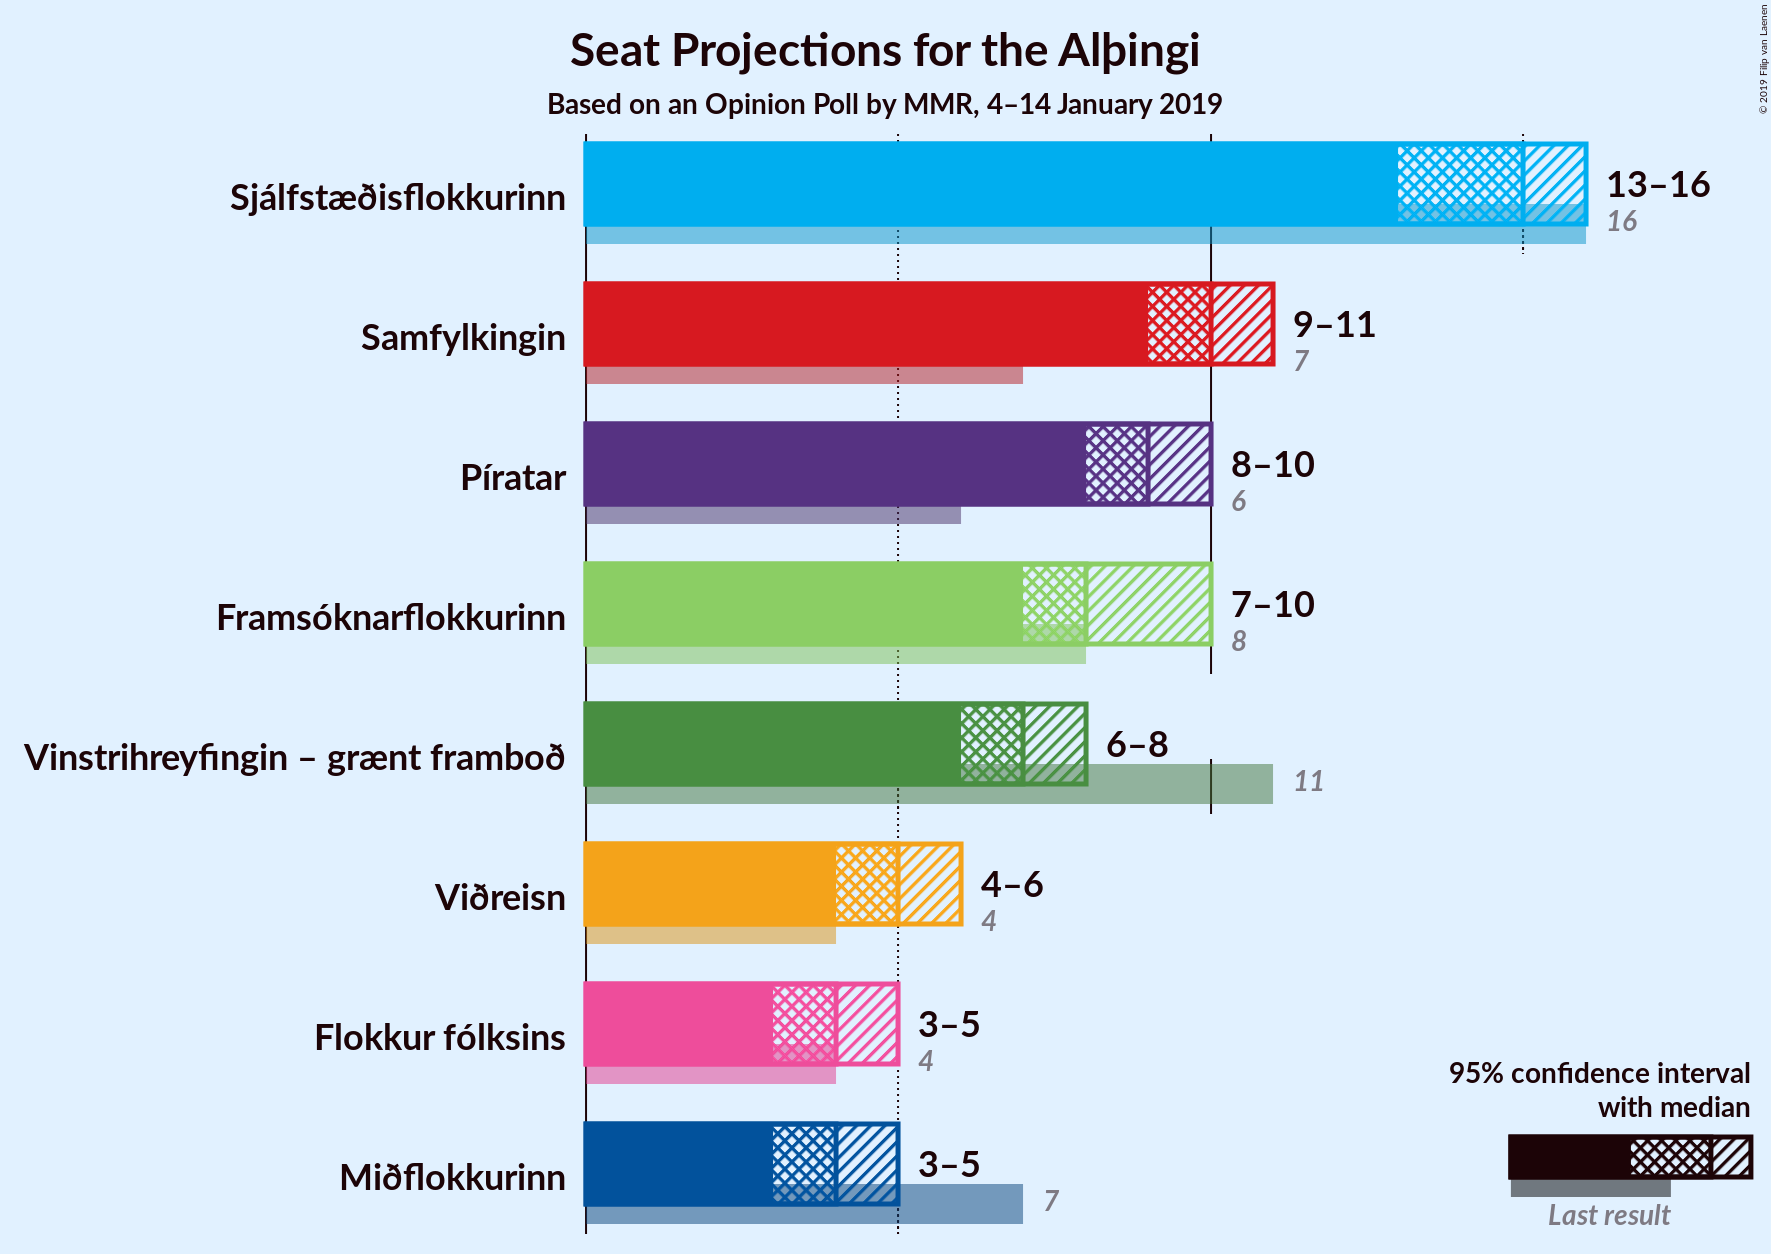 Seat Projections for the Alþingi
Based on an Opinion Poll by MMR, 4–14 January 2019
© 2019 Filip van Laenen
Sjálfstæðisflokkurinn
13–16
16
Samfylkingin
9–11
7
Píratar
8–10
6
Framsóknarflokkurinn
7–10
8
Vinstrihreyfingin – grænt framboð
6–8
11
Viðreisn
4–6
4
Flokkur fólksins
3–5
4
Miðflokkurinn
3–5
7
95% confidence interval
with median
Last result